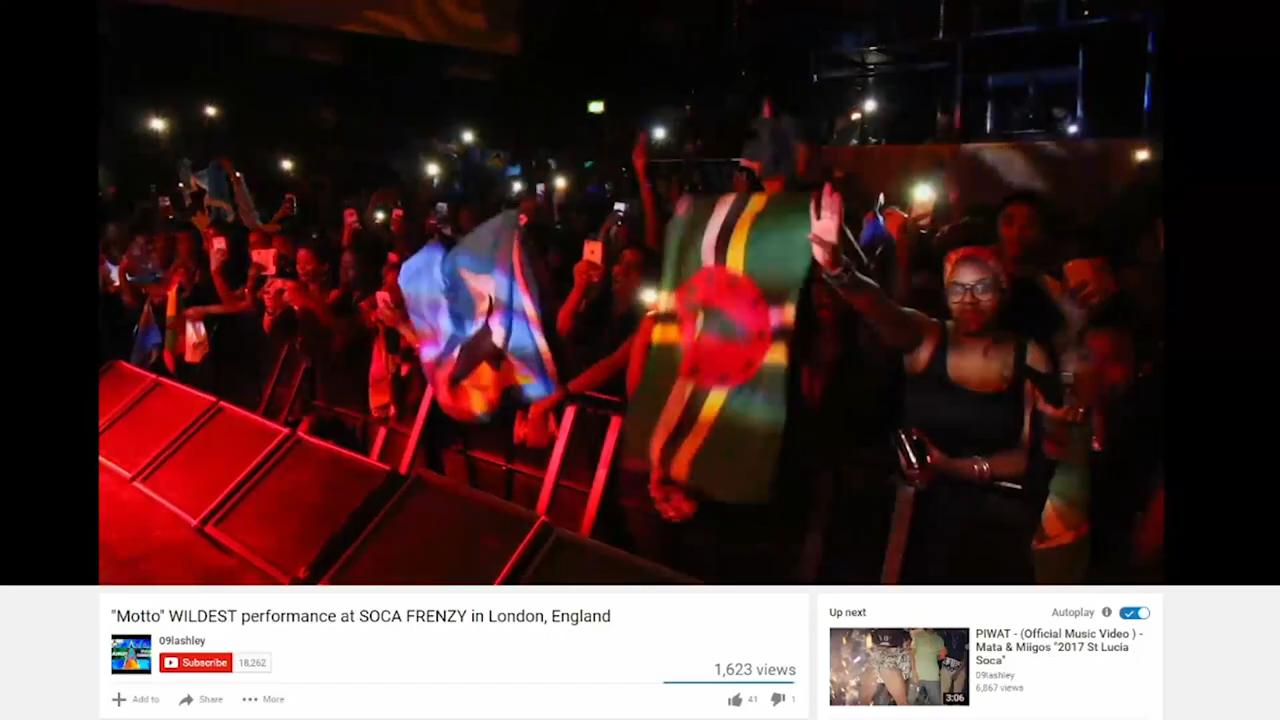 "Motto" WILDEST performance at SOCA FRENZY in London, England
09lashley
Subscribe 18,262
1,623 views
Add to Share More
41 1
Up next
Autoplay
PIWAT - (Official Music Video ) -
Mata & Miigos "2017 St Lucia
Soca"
09lashley
6,867 views
3:06